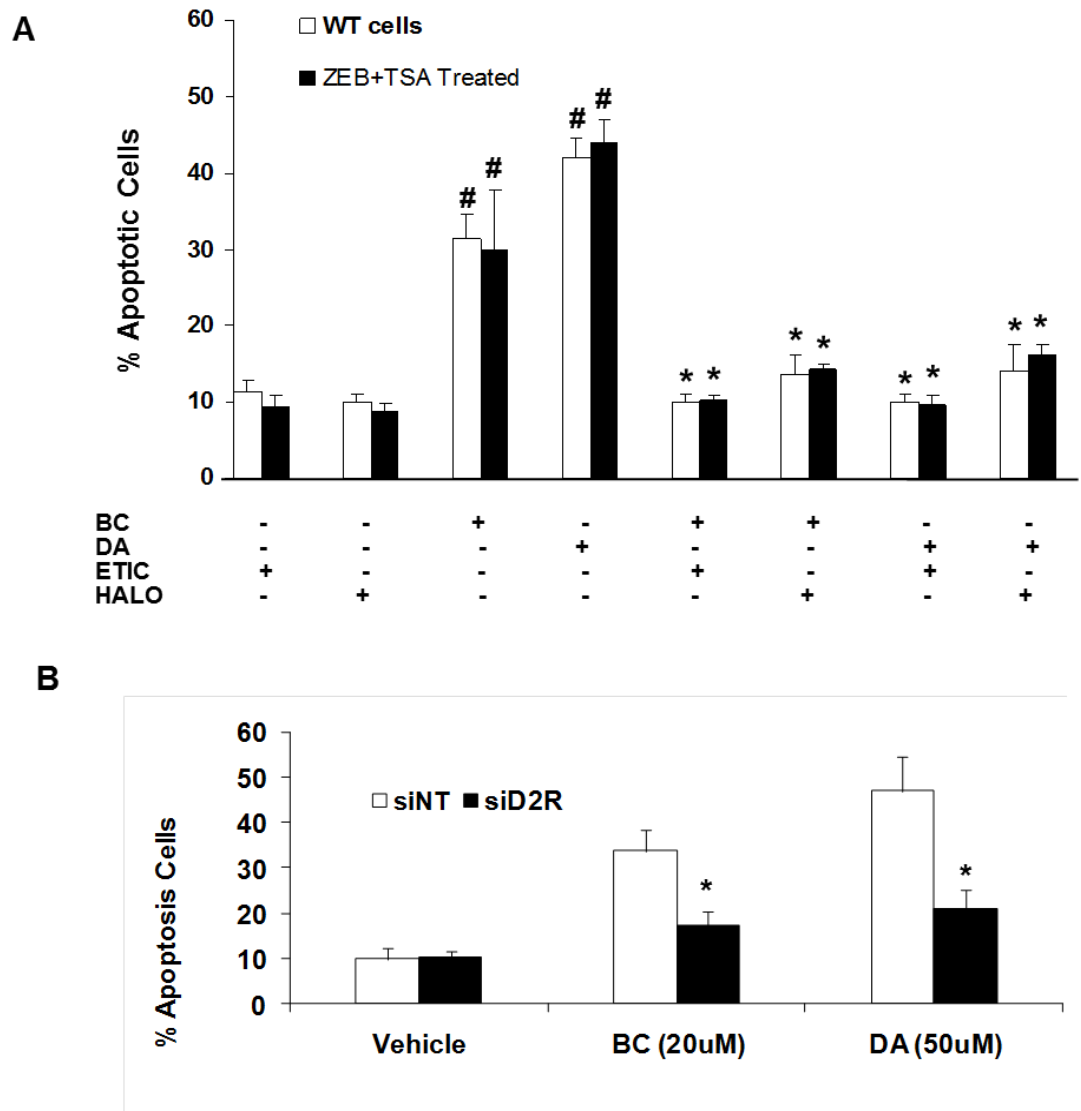 A
60
50
40
30
20
10
0
% Apoptotic Cells
WT cells
ZEB+TSA Treated
# # # #
* * * * * * * *
BC - - + - + + - -
DA - - - + - - + +
ETIC + - - - + - + -
HALO - + - - - + - +
B
60
50
40
30
20
10
0
% Apoptosis Cells
siNT siD2R
* *
Vehicle BC (20uM) DA (50uM)